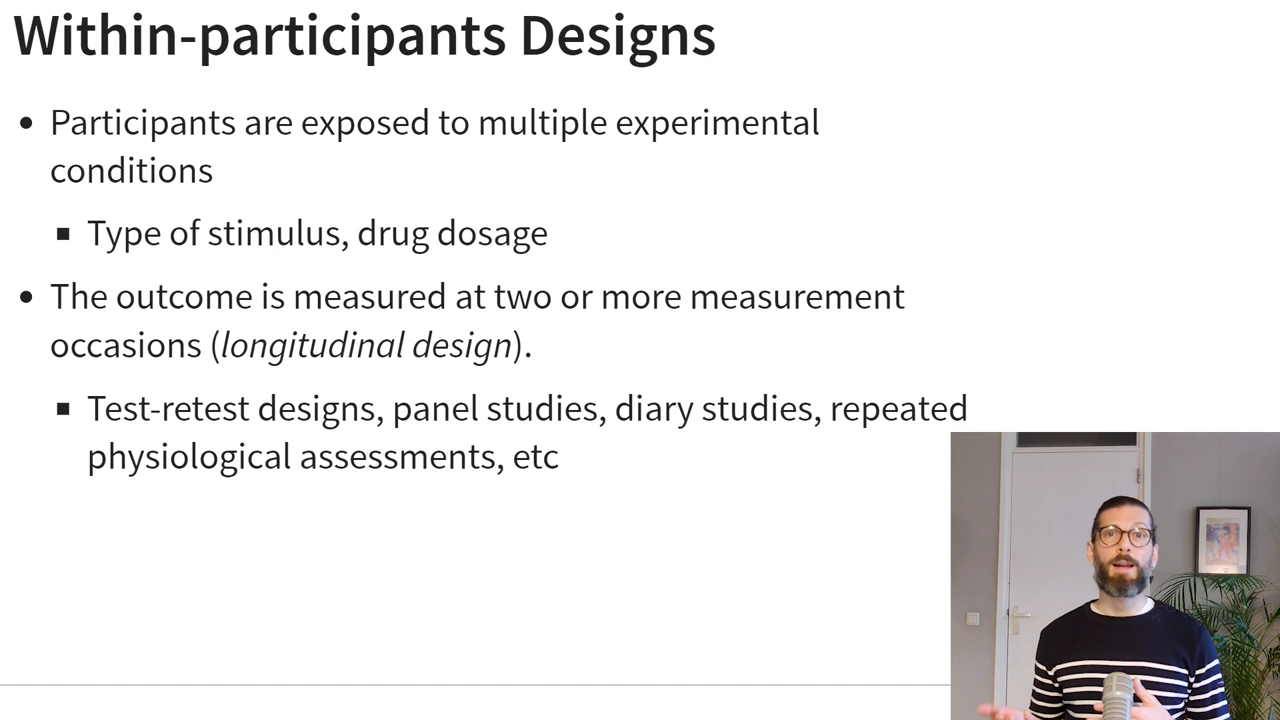 Within-participants Designs
• Participants are exposed to multiple experimental
conditions
▪ Type of stimulus, drug dosage
• The outcome is measured at two or more measurement
occasions (longitudinal design).
▪ Test-retest designs, panel studies, diary studies, repeated
physiological assessments, etc